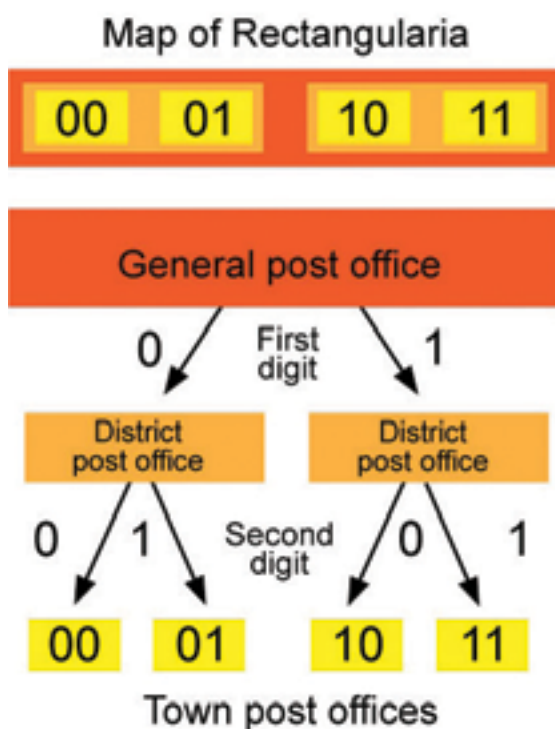 Map of Rectangularia
00 01 10 11
General post office
0 First digit 1
District post office
District post office
0 1 Second digit 0 1
00 01 10 11
Town post offices